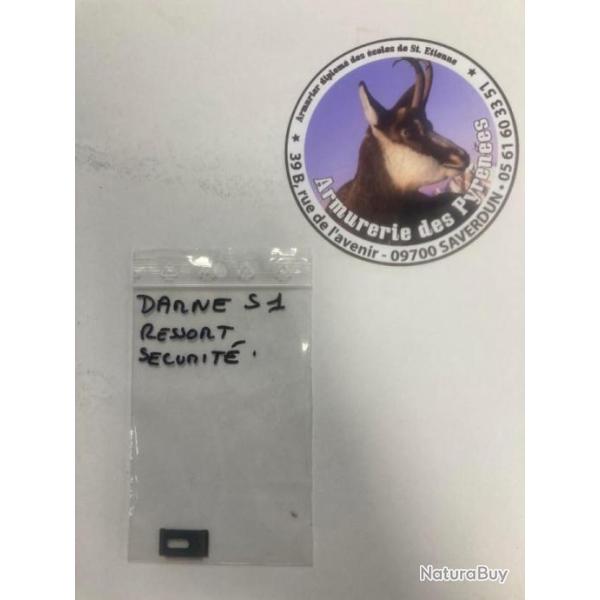 ★ Armurier diplomé des écoles de St. Etienne ★
Armurerie des Pyrénées
39 B, rue de l'avenir - 09700 SAVERDUN • 05 61 60 33 51
DARNE S1
RESSORT
SECURITÉ.
NaturaBuy